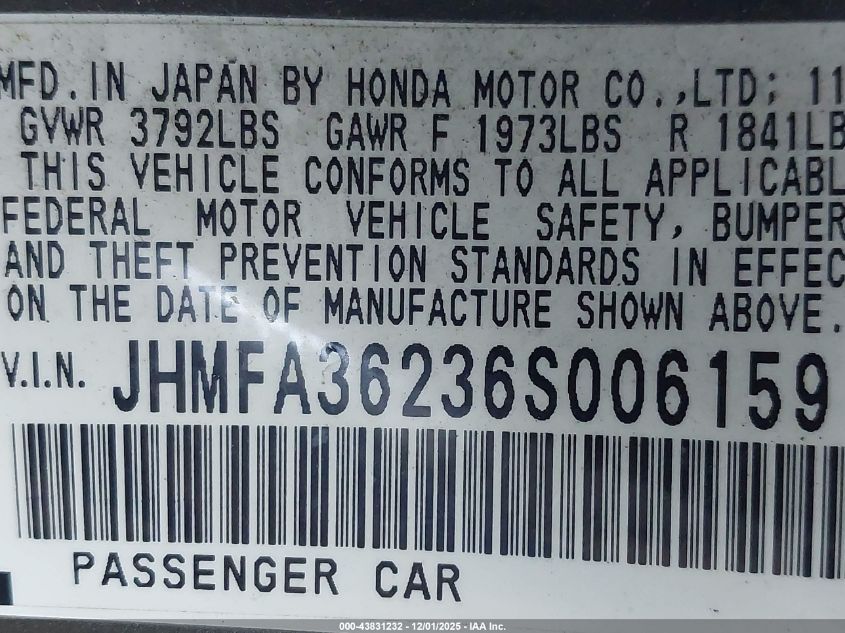 MFD. IN JAPAN BY HONDA MOTOR CO.,LTD: 11
GVWR 3792LBS GAWR F 1973LBS R 1841LB
THIS VEHICLE CONFORMS TO ALL APPLICABL
FEDERAL MOTOR VEHICLE SAFETY, BUMPER
AND THEFT PREVENTION STANDARDS IN EFFEC
ON THE DATE OF MANUFACTURE SHOWN ABOVE.
V.I.N. JHMFA36236S006159
PASSENGER CAR
000-43831232 - 12/01/2025 - IAA Inc.